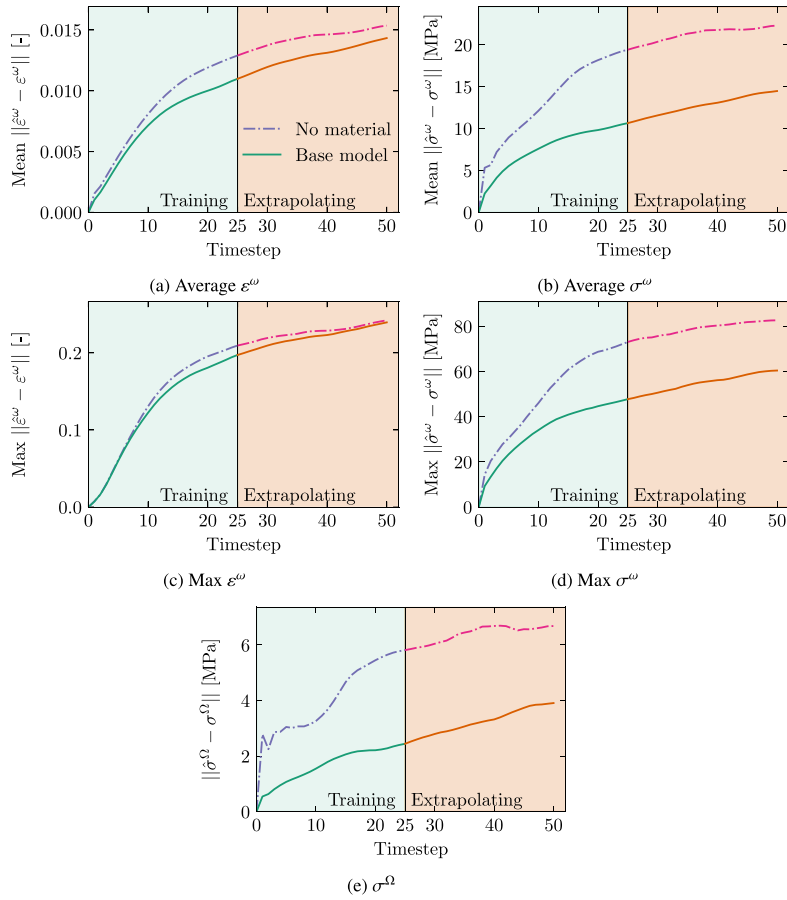 0.015
0.010
0.005
0.000
Mean ||ε̂^ω − ε^ω|| [-]
No material
Base model
Training
Extrapolating
0 10 20 25 30 40 50
Timestep
(a) Average ε^ω
20
15
10
5
0
Mean ||σ̂^ω − σ^ω|| [MPa]
Training
Extrapolating
0 10 20 25 30 40 50
Timestep
(b) Average σ^ω
0.2
0.1
0.0
Max ||ε̂^ω − ε^ω|| [-]
Training
Extrapolating
0 10 20 25 30 40 50
Timestep
(c) Max ε^ω
80
60
40
20
0
Max ||σ̂^ω − σ^ω|| [MPa]
Training
Extrapolating
0 10 20 25 30 40 50
Timestep
(d) Max σ^ω
6
4
2
0
||σ̂^Ω − σ^Ω|| [MPa]
Training
Extrapolating
0 10 20 25 30 40 50
Timestep
(e) σ^Ω